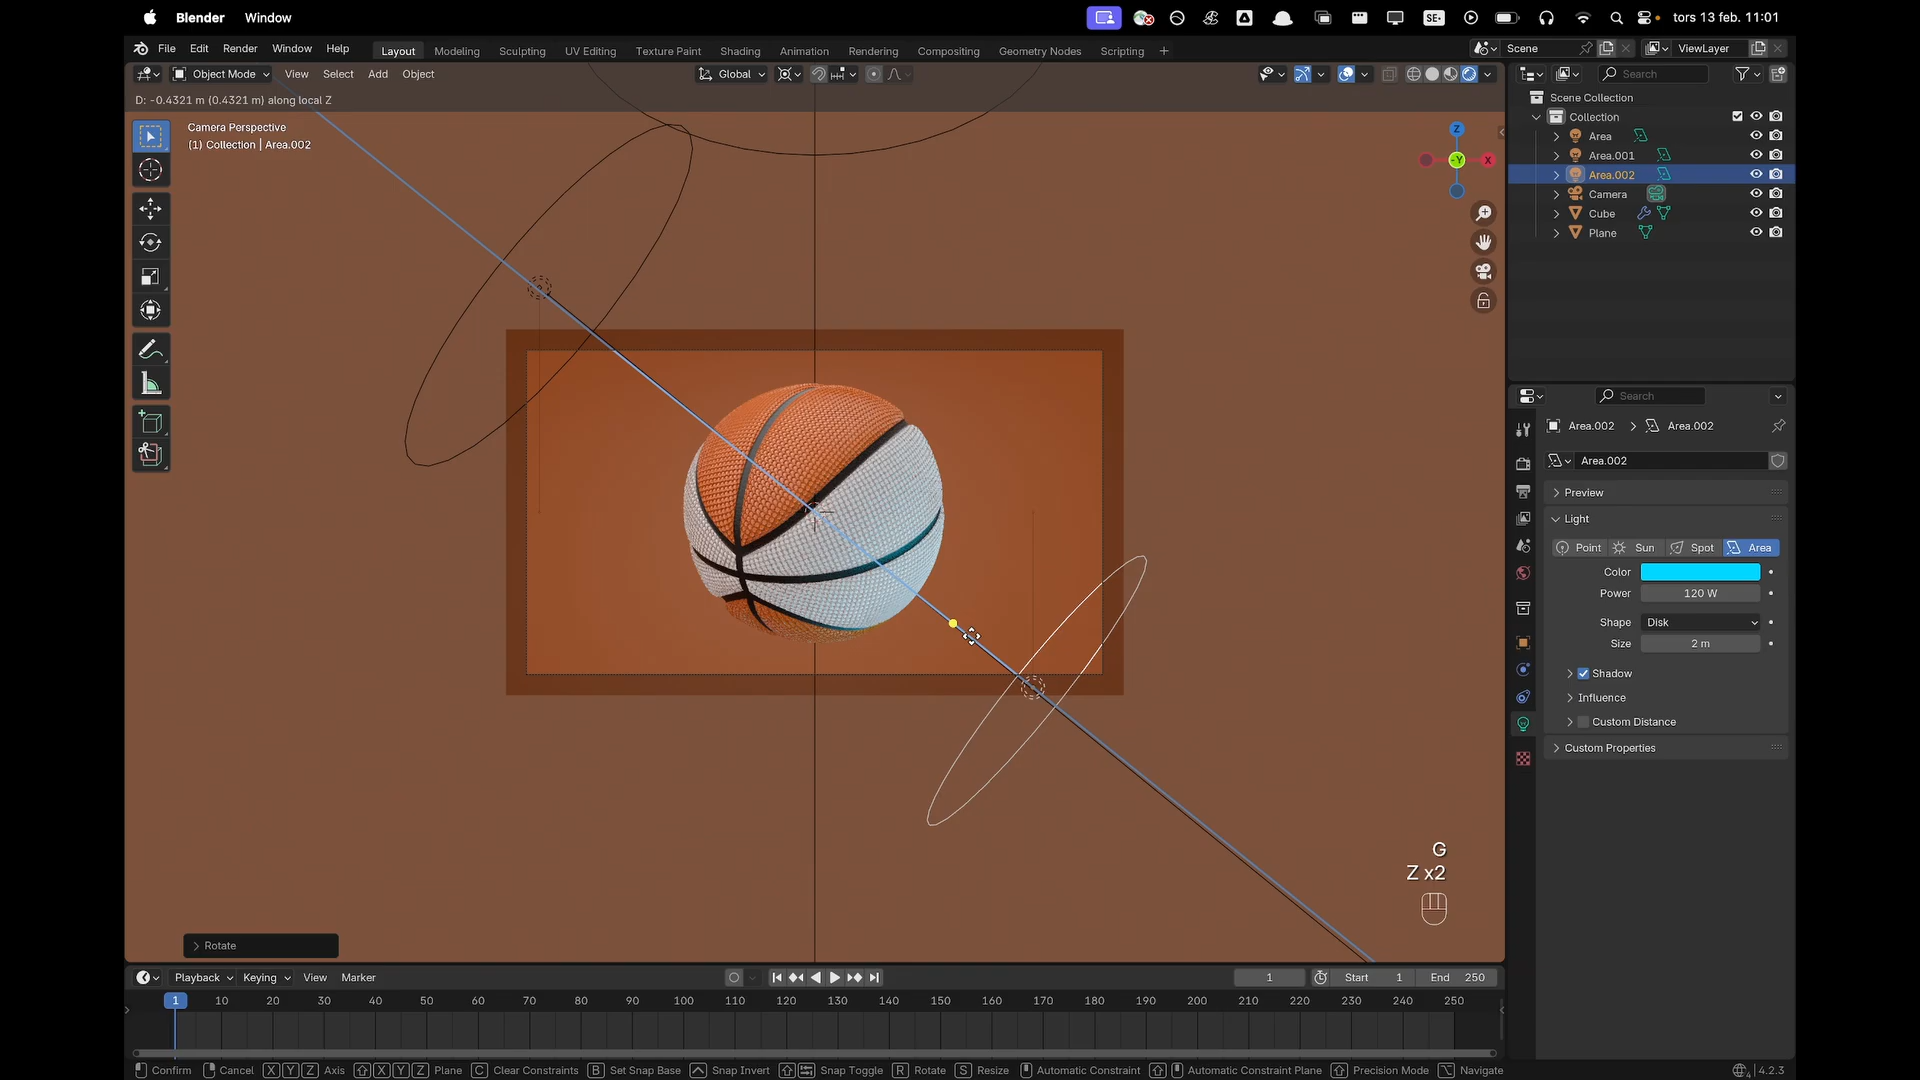 Blender Window tors 13 feb. 11:01
SE
File Edit Render Window Help Layout Modeling Sculpting UV Editing Texture Paint Shading Animation Rendering Compositing Geometry Nodes Scripting + Scene ViewLayer
Object Mode View Select Add Object Global Search
D: -0.4321 m (0.4321 m) along local Z
Camera Perspective
(1) Collection | Area.002
Z
-Y
X
Scene Collection
Collection
Area
Area.001
Area.002
Camera
Cube
Plane
Search
Area.002 > Area.002
Area.002
Preview
Light
Point Sun Spot Area
Color
Power 120 W
Shape Disk
Size 2 m
Shadow
Influence
Custom Distance
Custom Properties
G
Z x2
Rotate
Playback Keying View Marker 1 Start 1 End 250
1 10 20 30 40 50 60 70 80 90 100 110 120 130 140 150 160 170 180 190 200 210 220 230 240 250
Confirm Cancel X Y Z Axis X Y Z Plane C Clear Constraints B Set Snap Base Snap Invert Snap Toggle R Rotate S Resize Automatic Constraint Automatic Constraint Plane Precision Mode Navigate 4.2.3